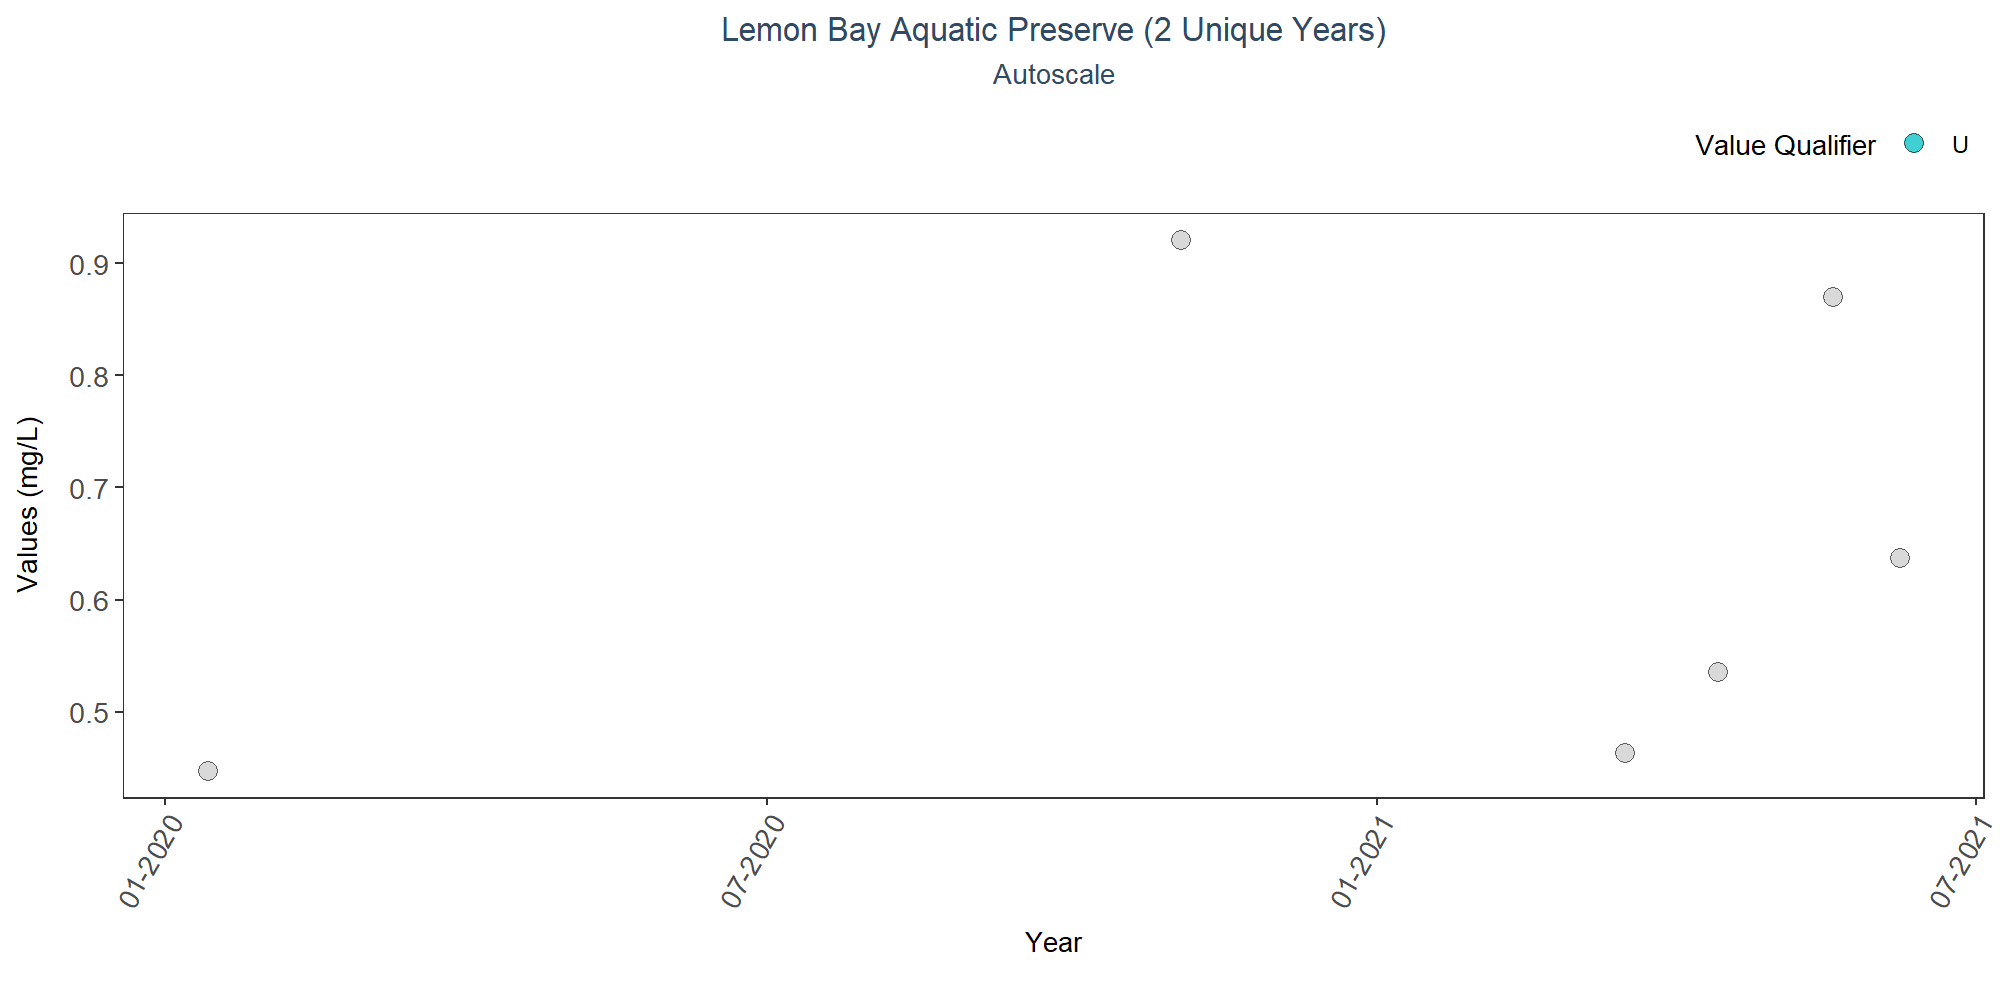 Lemon Bay Aquatic Preserve (2 Unique Years)
Autoscale
Value Qualifier U
Values (mg/L)
0.9
0.8
0.7
0.6
0.5
01-2020 07-2020 01-2021 07-2021
Year